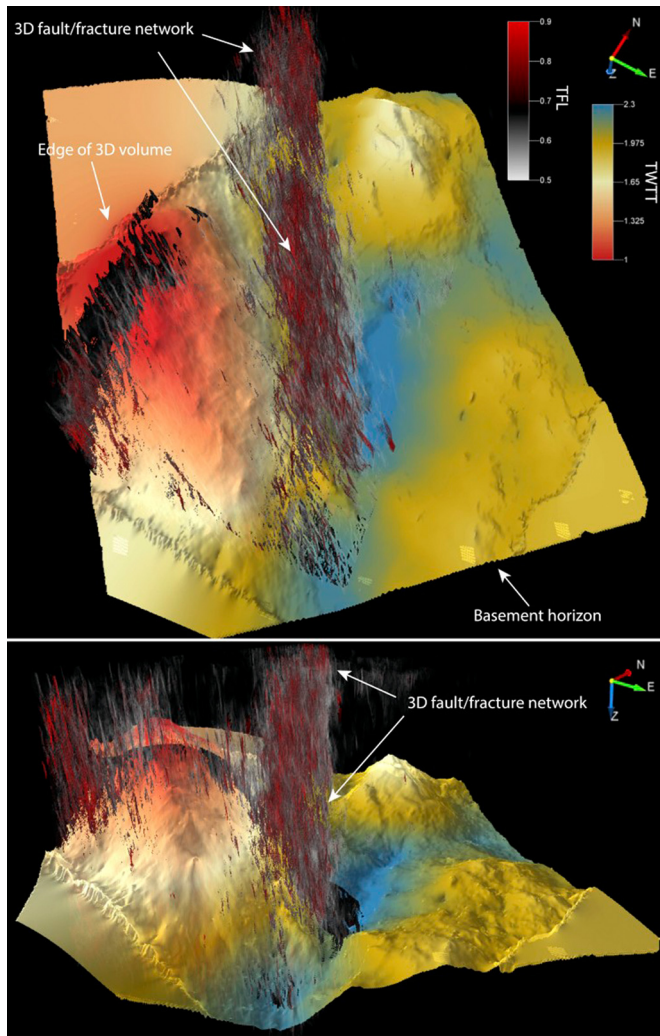 3D fault/fracture network
0.9
0.8
0.7
0.6
0.5
TFL
N
E
Z
2.3
1.975
1.65
1.325
1
TWTT
Edge of 3D volume
Basement horizon
N
E
Z
3D fault/fracture network